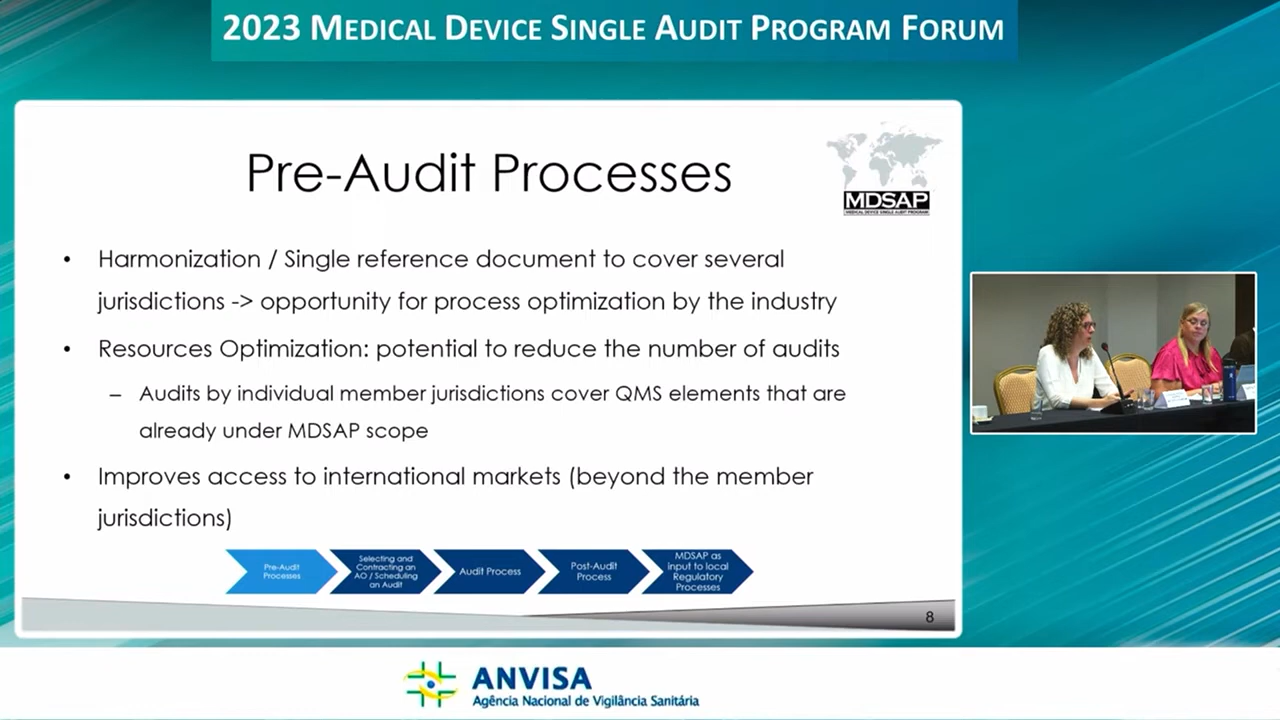 2023 MEDICAL DEVICE SINGLE AUDIT PROGRAM FORUM
Pre-Audit Processes
MDSAP
MEDICAL DEVICE SINGLE AUDIT PROGRAM
• Harmonization / Single reference document to cover several
jurisdictions -> opportunity for process optimization by the industry
• Resources Optimization: potential to reduce the number of audits
– Audits by individual member jurisdictions cover QMS elements that are
already under MDSAP scope
• Improves access to international markets (beyond the member
jurisdictions)
Pre-Audit
Processes
Selecting and
Contracting an
AO / Scheduling
an Audit
Audit Process
Post-Audit
Process
MDSAP as
input to local
Regulatory
Processes
8
ANVISA
Agência Nacional de Vigilância Sanitária